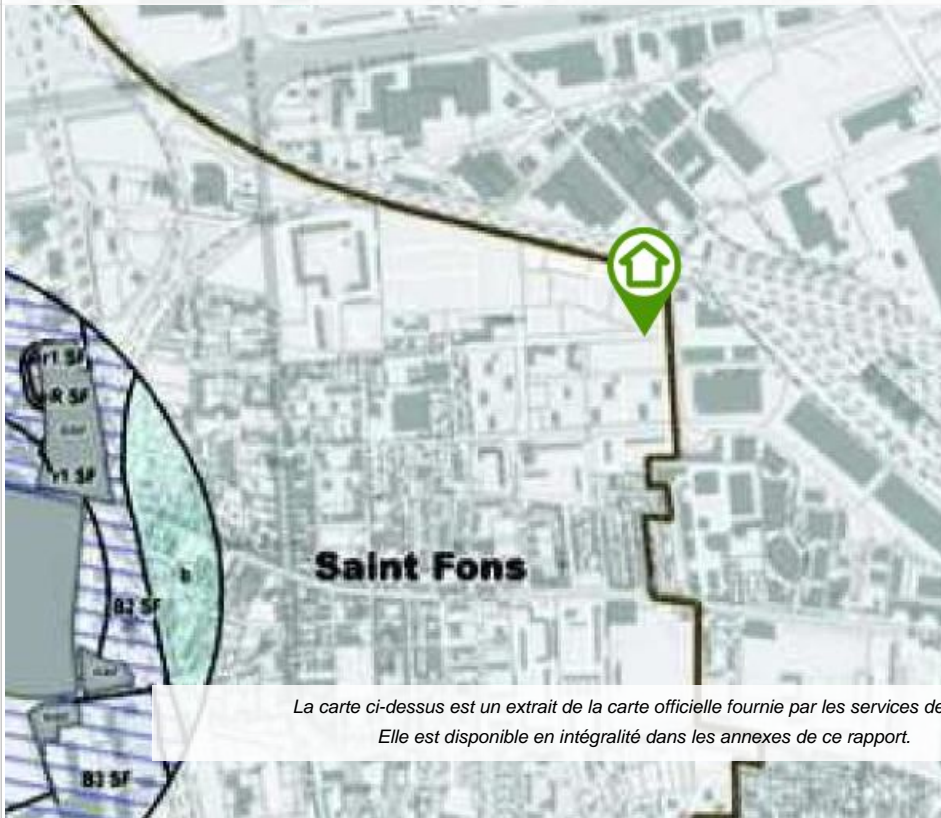 r1 SF
R SF
r1 SF
b
Saint Fons
B2 SF
La carte ci-dessus est un extrait de la carte officielle fournie par les services de
Elle est disponible en intégralité dans les annexes de ce rapport.
B3 SF